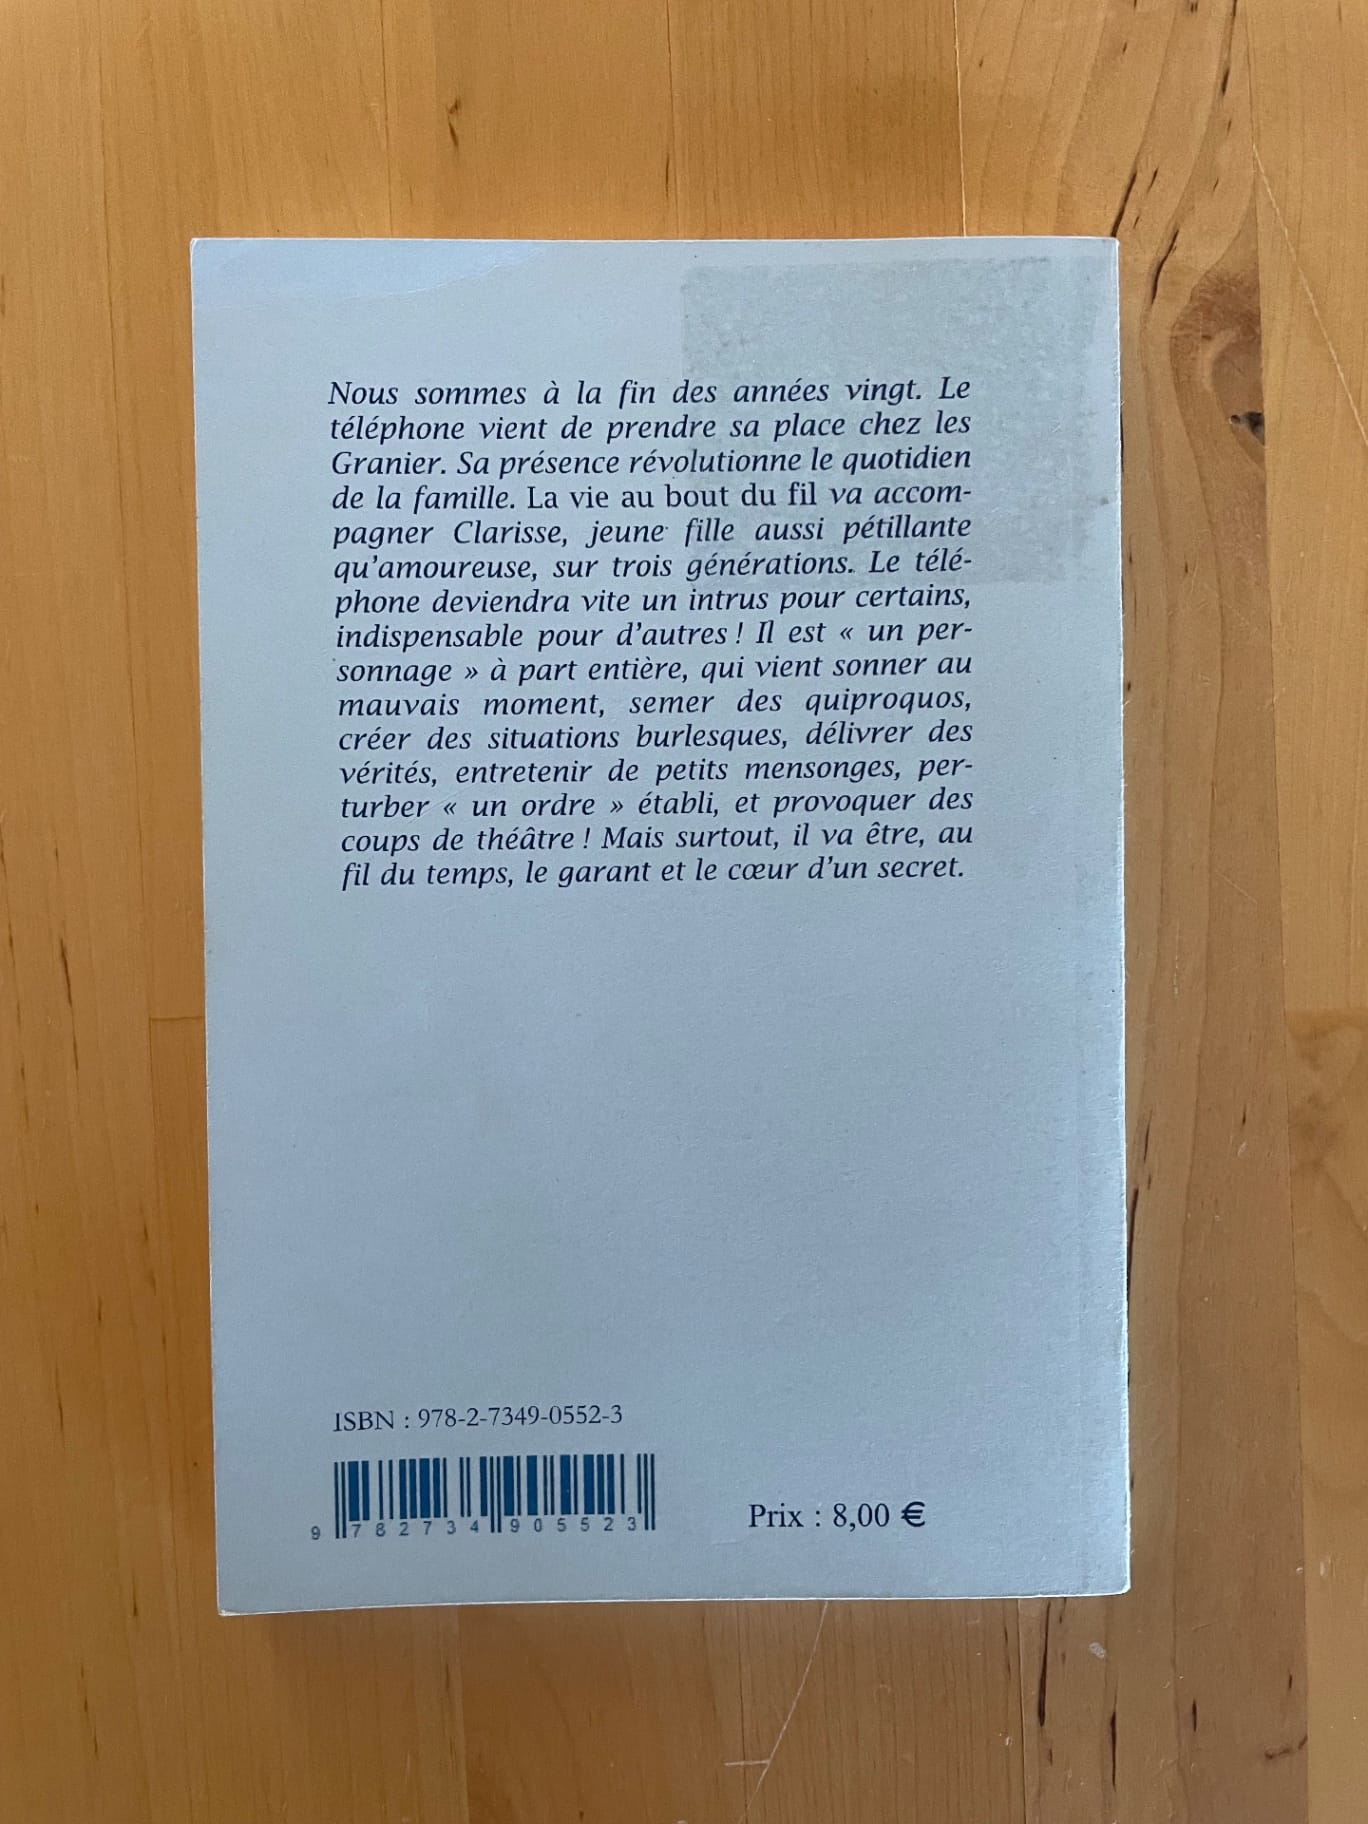 Nous sommes à la fin des années vingt. Le
téléphone vient de prendre sa place chez les
Granier. Sa présence révolutionne le quotidien
de la famille. La vie au bout du fil va accom-
pagner Clarisse, jeune fille aussi pétillante
qu'amoureuse, sur trois générations. Le télé-
phone deviendra vite un intrus pour certains,
indispensable pour d'autres ! Il est « un per-
sonnage » à part entière, qui vient sonner au
mauvais moment, semer des quiproquos,
créer des situations burlesques, délivrer des
vérités, entretenir de petits mensonges, per-
turber « un ordre » établi, et provoquer des
coups de théâtre ! Mais surtout, il va être, au
fil du temps, le garant et le cœur d'un secret.
ISBN : 978-2-7349-0552-3
9 782734 905523
Prix : 8,00 €